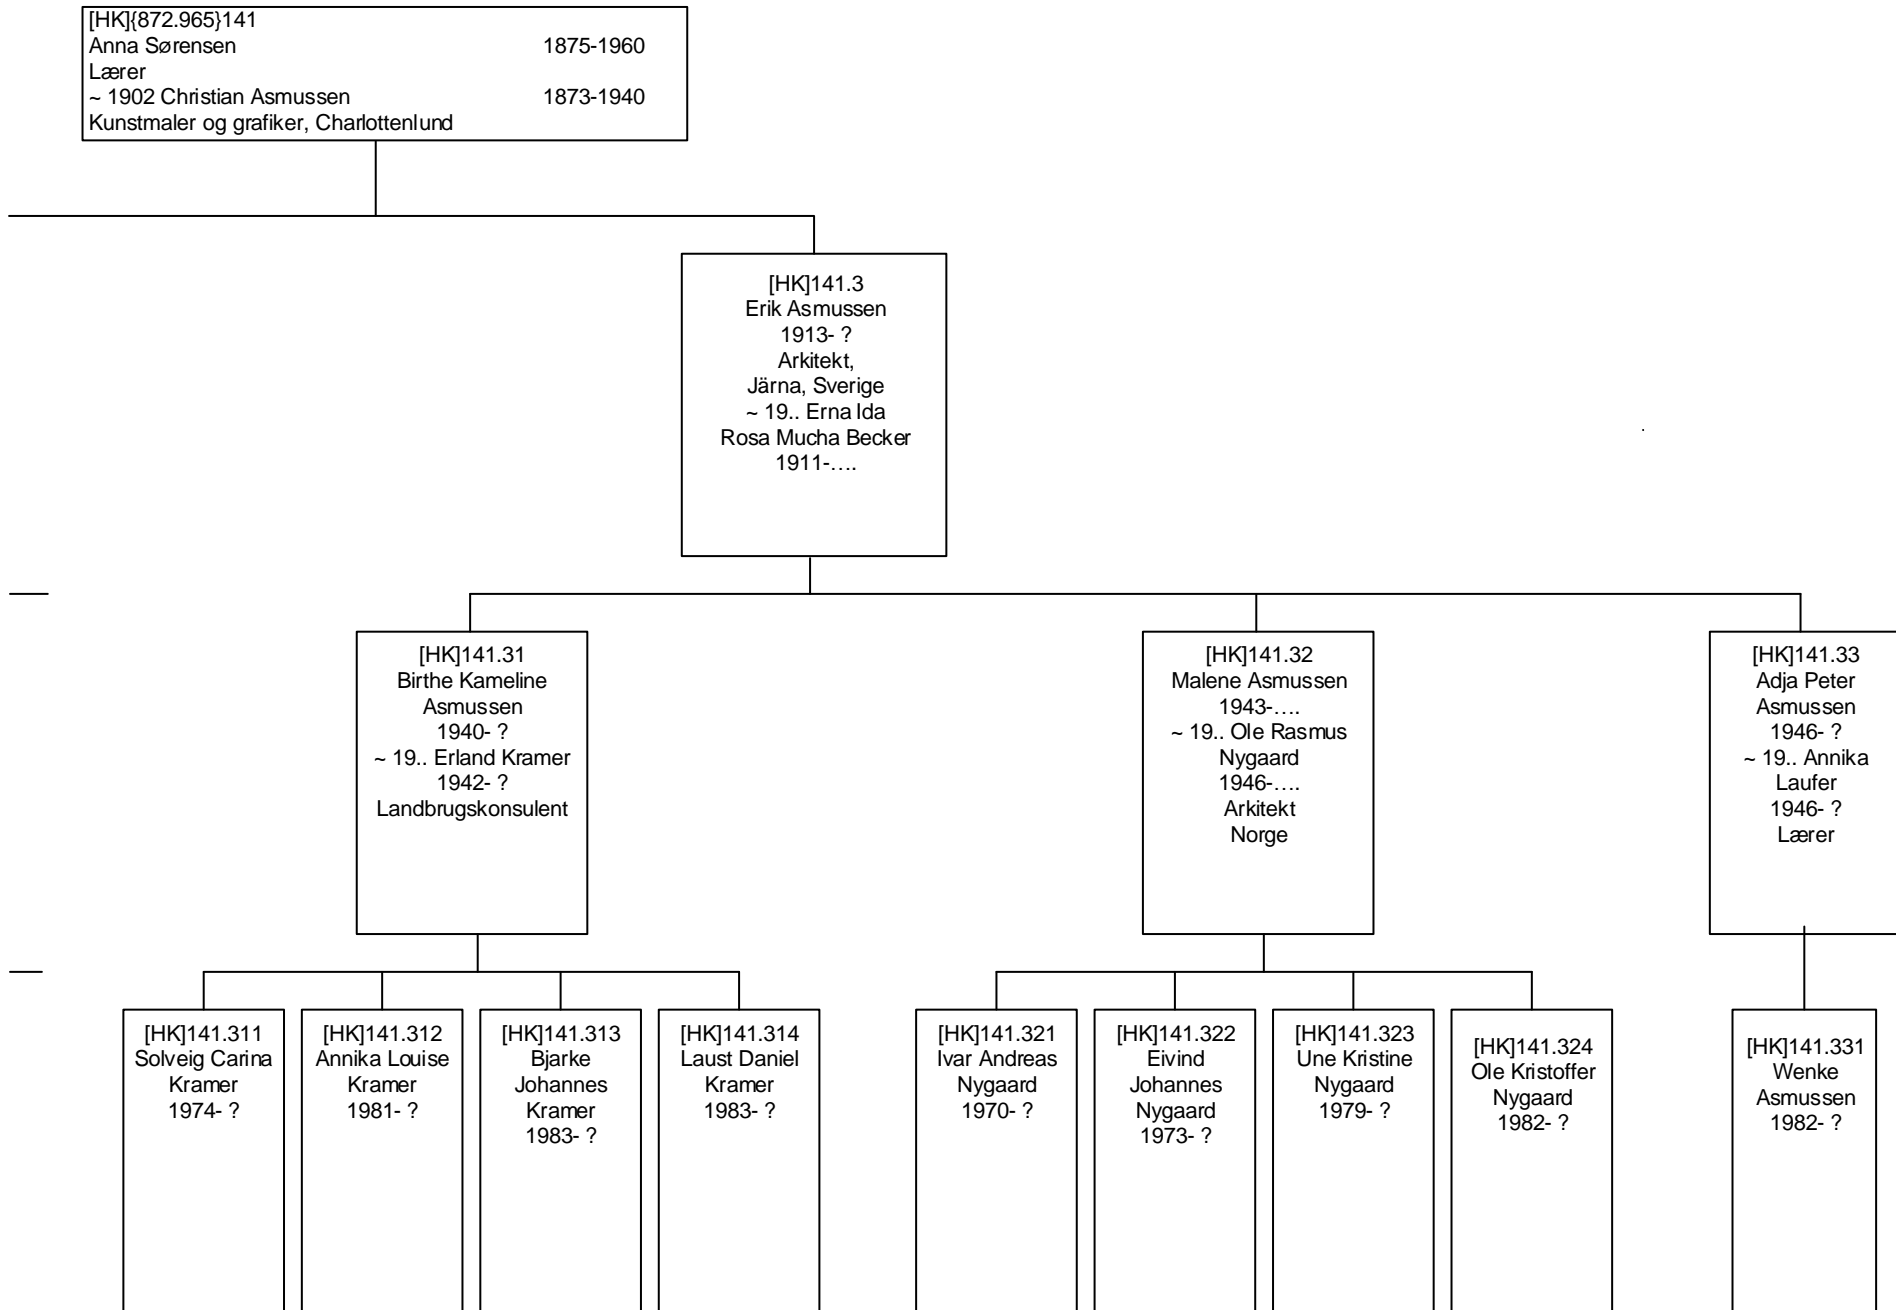 [HK]{872.965}141
Anna Sørensen 1875-1960
Lærer
~ 1902 Christian Asmussen 1873-1940
Kunstmaler og grafiker, Charlottenlund
[HK]141.3
Erik Asmussen
1913- ?
Arkitekt,
Järna, Sverige
~ 19.. Erna Ida
Rosa Mucha Becker
1911-....
[HK]141.31
Birthe Kameline
Asmussen
1940- ?
~ 19.. Erland Kramer
1942- ?
Landbrugskonsulent
[HK]141.32
Malene Asmussen
1943-....
~ 19.. Ole Rasmus
Nygaard
1946-....
Arkitekt
Norge
[HK]141.33
Adja Peter
Asmussen
1946- ?
~ 19.. Annika
Laufer
1946- ?
Lærer
[HK]141.311
Solveig Carina
Kramer
1974- ?
[HK]141.312
Annika Louise
Kramer
1981- ?
[HK]141.313
Bjarke
Johannes
Kramer
1983- ?
[HK]141.314
Laust Daniel
Kramer
1983- ?
[HK]141.321
Ivar Andreas
Nygaard
1970- ?
[HK]141.322
Eivind
Johannes
Nygaard
1973- ?
[HK]141.323
Une Kristine
Nygaard
1979- ?
[HK]141.324
Ole Kristoffer
Nygaard
1982- ?
[HK]141.331
Wenke
Asmussen
1982- ?